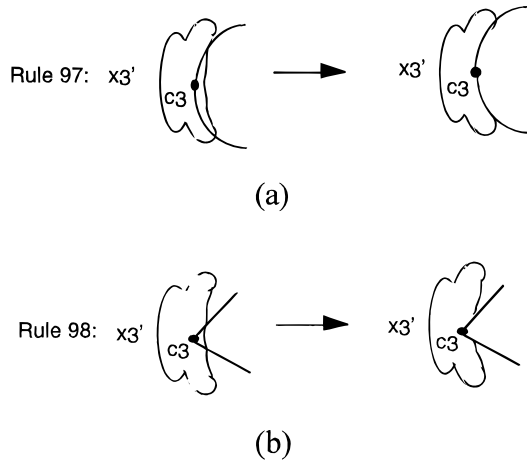 Rule 97: x3' c3 x3' c3
(a)
Rule 98: x3' c3 x3' c3
(b)